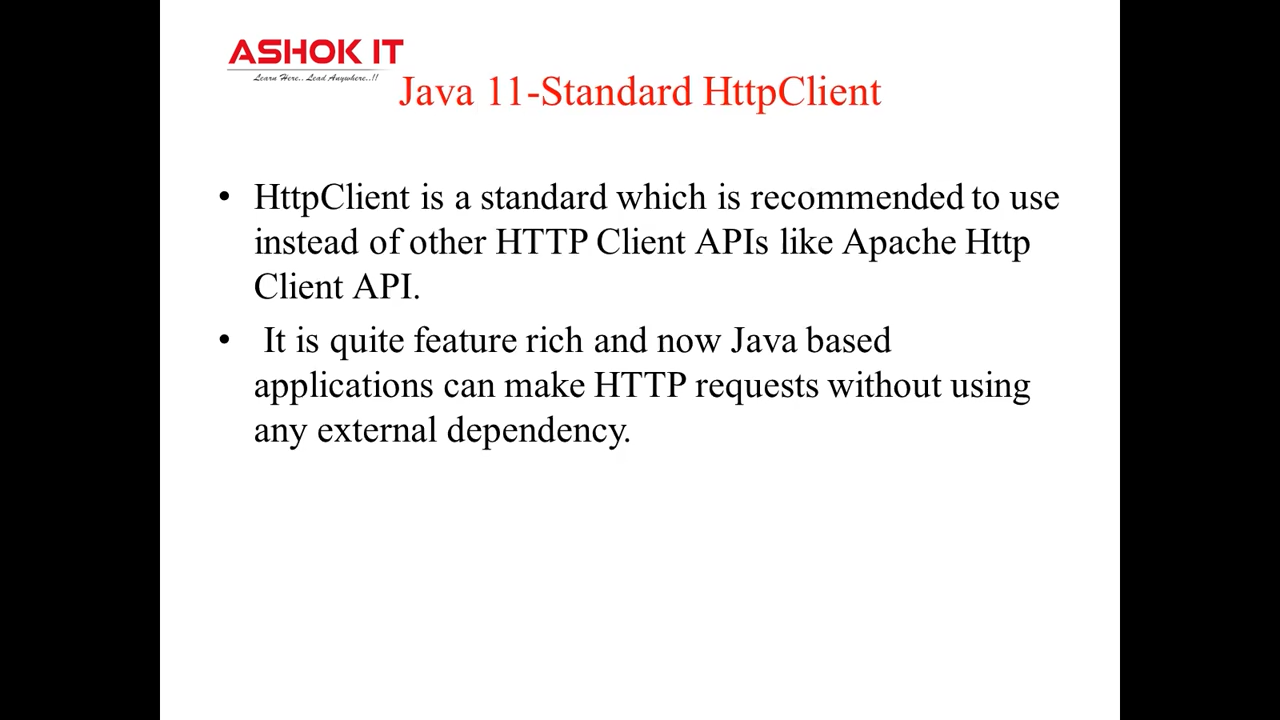 ASHOK IT
Learn Here.. Lead Anywhere..!!
Java 11-Standard HttpClient
• HttpClient is a standard which is recommended to use
instead of other HTTP Client APIs like Apache Http
Client API.
• It is quite feature rich and now Java based
applications can make HTTP requests without using
any external dependency.